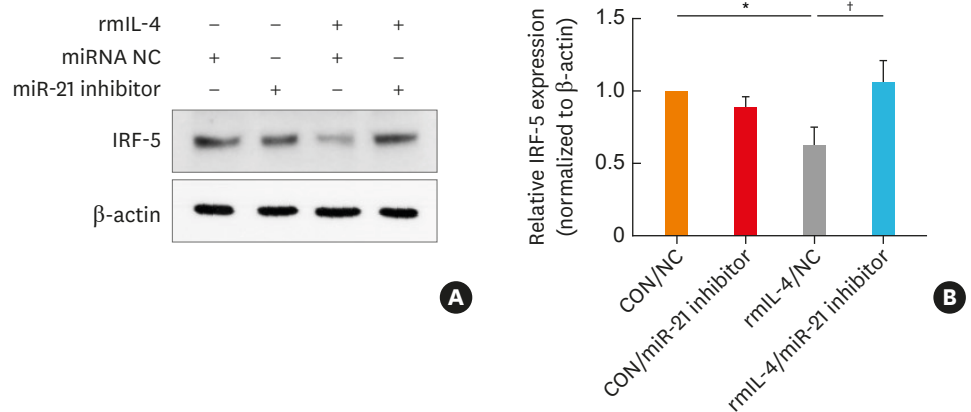 rmIL-4 − − + +
miRNA NC + − + −
miR-21 inhibitor − + − +
IRF-5
β-actin
A
Relative IRF-5 expression
(normalized to β-actin)
1.5
1.0
0.5
0
* †
CON/NC
CON/miR-21 inhibitor
rmIL-4/NC
rmIL-4/miR-21 inhibitor
B